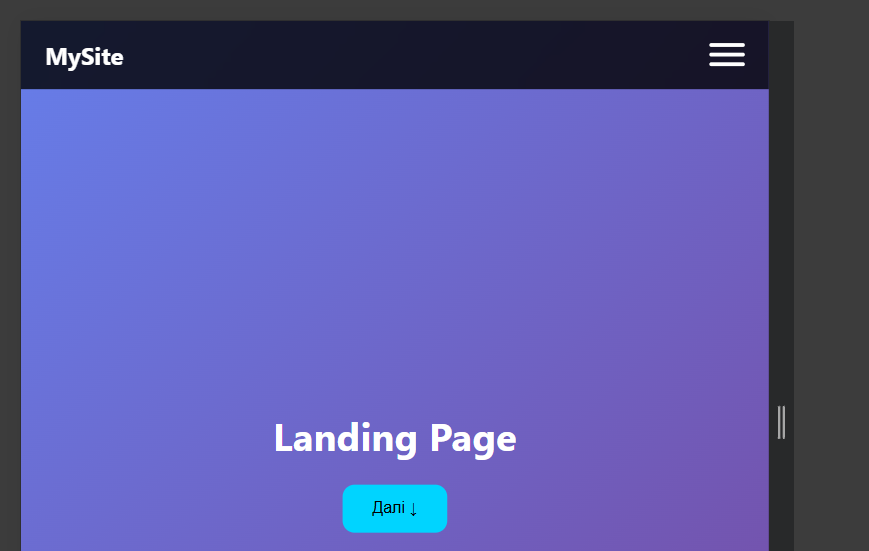 MySite
Landing Page
Далі ↓